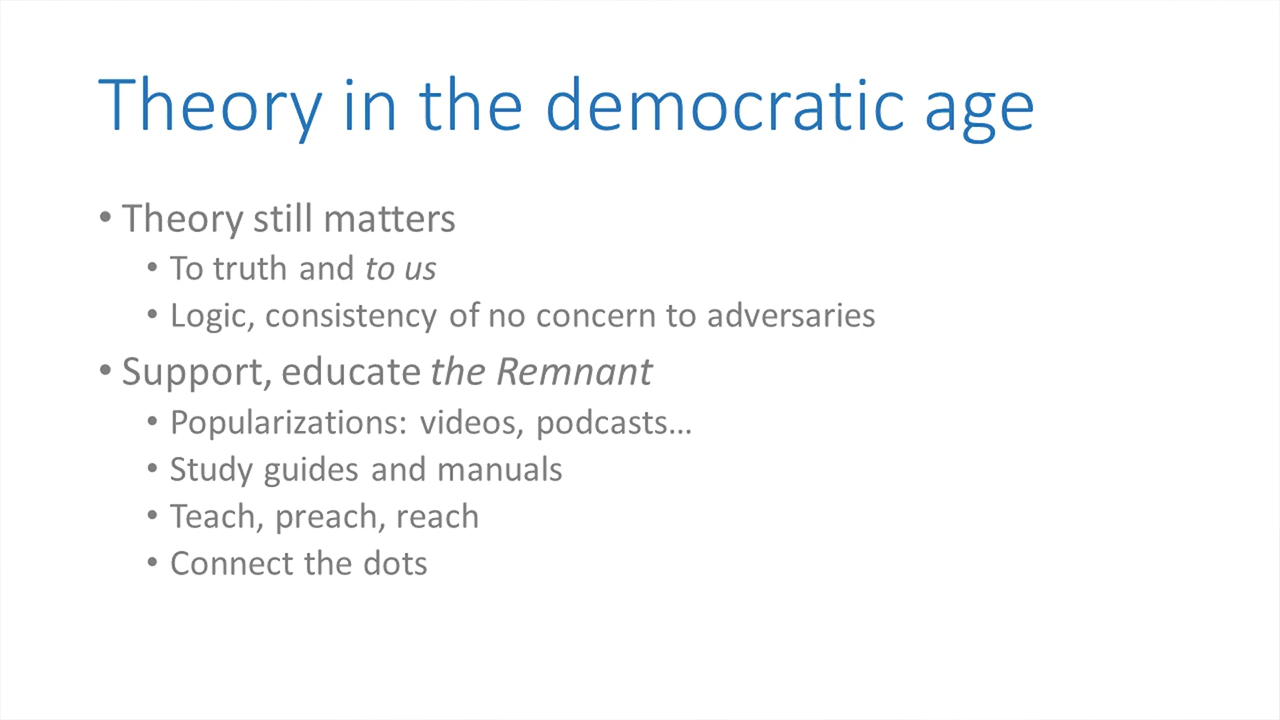 Theory in the democratic age
• Theory still matters
• To truth and to us
• Logic, consistency of no concern to adversaries
• Support, educate the Remnant
• Popularizations: videos, podcasts…
• Study guides and manuals
• Teach, preach, reach
• Connect the dots